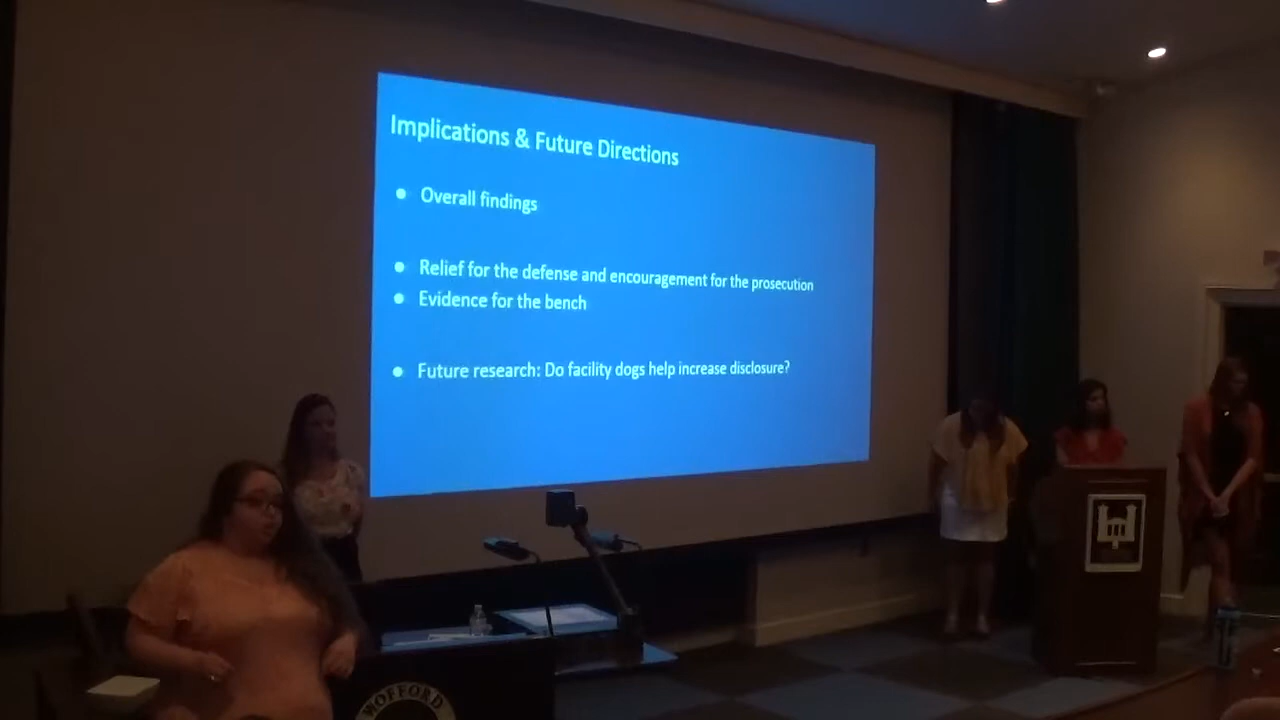 Implications & Future Directions
● Overall findings
● Relief for the defense and encouragement for the prosecution
● Evidence for the bench
● Future research: Do facility dogs help increase disclosure?
WOFFORD